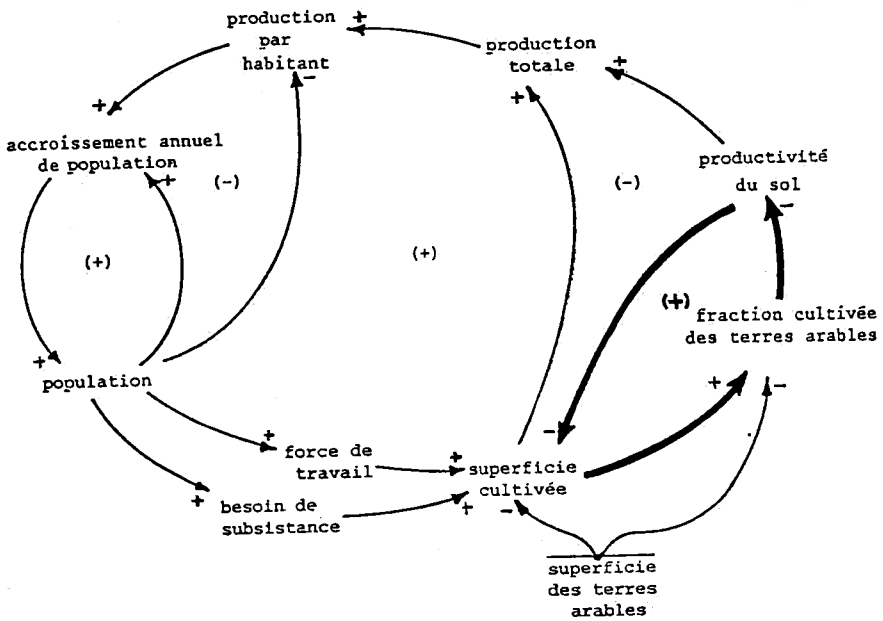 production +
par
habitant
-
+ production
totale
+
+
accroissement annuel
de population
+
(-)
(-)
productivité
du sol
-
(+)
(+)
(+)
fraction cultivée
des terres arables
+
population
+
-
+
force de
travail
+
-
superficie
cultivée
+
besoin de
subsistance
+
-
superficie
des terres
arables